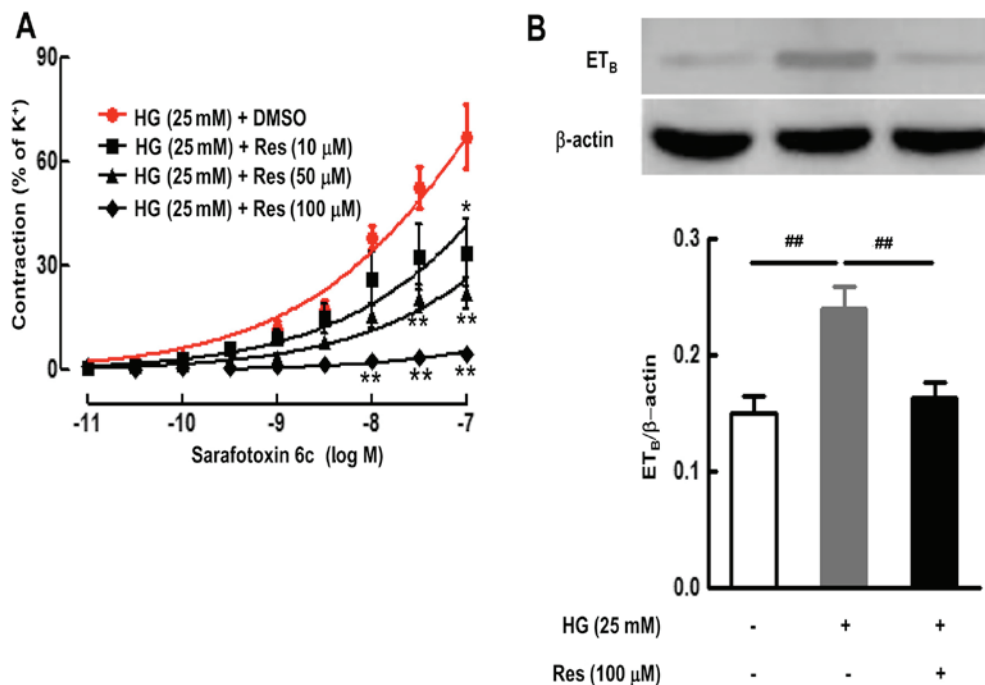 A
90
60
30
0
Contraction (% of K⁺)
HG (25 mM) + DMSO
HG (25 mM) + Res (10 μM)
HG (25 mM) + Res (50 μM)
HG (25 mM) + Res (100 μM)
*
** **
** ** **
-11 -10 -9 -8 -7
Sarafotoxin 6c (log M)
B
ET_B
β-actin
0.3
0.2
0.1
0.0
ET_B/β–actin
## ##
HG (25 mM) - + +
Res (100 μM) - - +